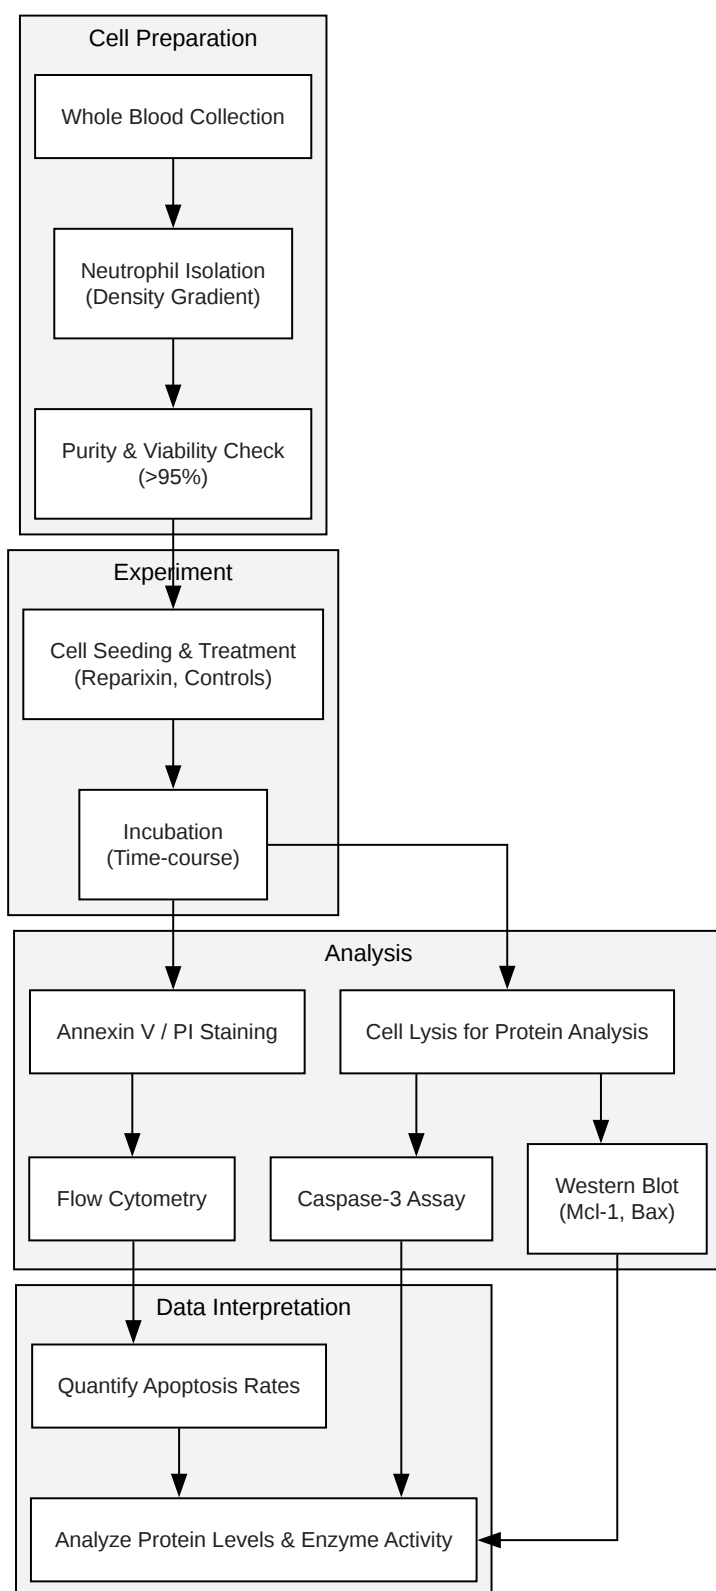 Cell Preparation
Whole Blood Collection
Neutrophil Isolation
(Density Gradient)
Purity & Viability Check
(>95%)
Experiment
Cell Seeding & Treatment
(Reparixin, Controls)
Incubation
(Time-course)
Analysis
Annexin V / PI Staining
Cell Lysis for Protein Analysis
Flow Cytometry
Caspase-3 Assay
Western Blot
(Mcl-1, Bax)
Data Interpretation
Quantify Apoptosis Rates
Analyze Protein Levels & Enzyme Activity